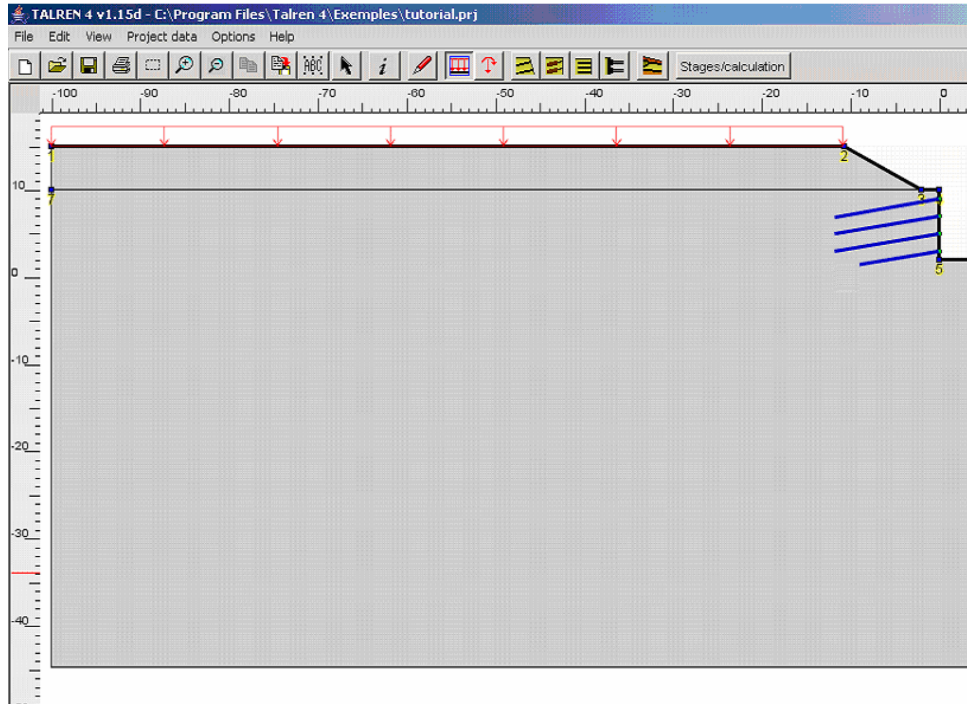 TALREN 4 v1.15d - C:\Program Files\Talren 4\Exemples\tutorial.prj
File Edit View Project data Options Help
ABC i Stages/calculation
-100 -90 -80 -70 -60 -50 -40 -30 -20 -10 0
1 2
10
7 3
0
5
-10
-20
-30
-40